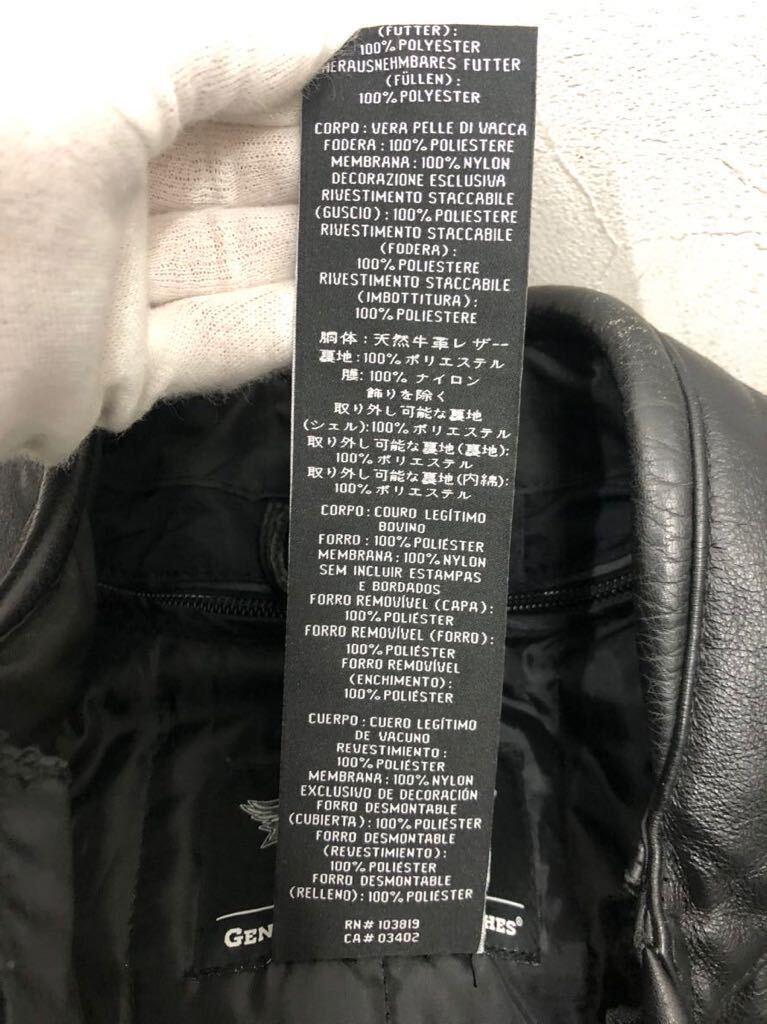 (FUTTER):
100% POLYESTER
HERAUSNEHMBARES FUTTER
(FÜLLEN):
100% POLYESTER
CORPO: VERA PELLE DI VACCA
FODERA: 100% POLIESTERE
MEMBRANA: 100% NYLON
DECORAZIONE ESCLUSIVA
RIVESTIMENTO STACCABILE
(GUSCIO): 100% POLIESTERE
RIVESTIMENTO STACCABILE
(FODERA):
100% POLIESTERE
RIVESTIMENTO STACCABILE
(IMBOTTITURA):
100% POLIESTERE
胴体:天然牛革レザー
裏地:100%ポリエステル
膜:100% ナイロン
飾りを除く
取り外し可能な裏地
(シェル):100%ポリエステル
取り外し可能な裏地(裏地):
100%ポリエステル
取り外し可能な裏地(内綿):
100%ポリエステル
CORPO: COURO LEGÍTIMO
BOVINO
FORRO: 100% POLIÉSTER
MEMBRANA: 100% NYLON
SEM INCLUIR ESTAMPAS
E BORDADOS
FORRO REMOVÍVEL (CAPA):
100% POLIÉSTER
FORRO REMOVÍVEL (FORRO):
100% POLIÉSTER
FORRO REMOVÍVEL
(ENCHIMENTO):
100% POLIÉSTER
CUERPO: CUERO LEGÍTIMO
DE VACUNO
REVESTIMIENTO:
100% POLIÉSTER
MEMBRANA: 100% NYLON
EXCLUSIVO DE DECORACIÓN
FORRO DESMONTABLE
(CUBIERTA): 100% POLIÉSTER
FORRO DESMONTABLE
(REVESTIMIENTO):
100% POLIÉSTER
FORRO DESMONTABLE
(RELLENO): 100% POLIÉSTER
RN# 103819
CA# 03402
GEN HES®